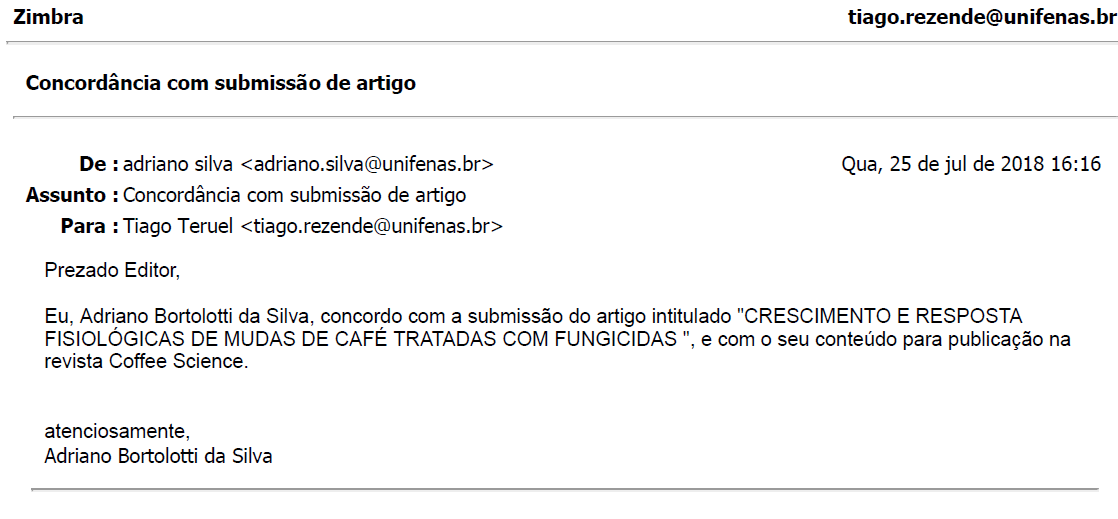 Zimbra tiago.rezende@unifenas.br
Concordância com submissão de artigo
De : adriano silva <adriano.silva@unifenas.br> Qua, 25 de jul de 2018 16:16
Assunto : Concordância com submissão de artigo
Para : Tiago Teruel <tiago.rezende@unifenas.br>
Prezado Editor,
Eu, Adriano Bortolotti da Silva, concordo com a submissão do artigo intitulado "CRESCIMENTO E RESPOSTA
FISIOLÓGICAS DE MUDAS DE CAFÉ TRATADAS COM FUNGICIDAS ", e com o seu conteúdo para publicação na
revista Coffee Science.
atenciosamente,
Adriano Bortolotti da Silva